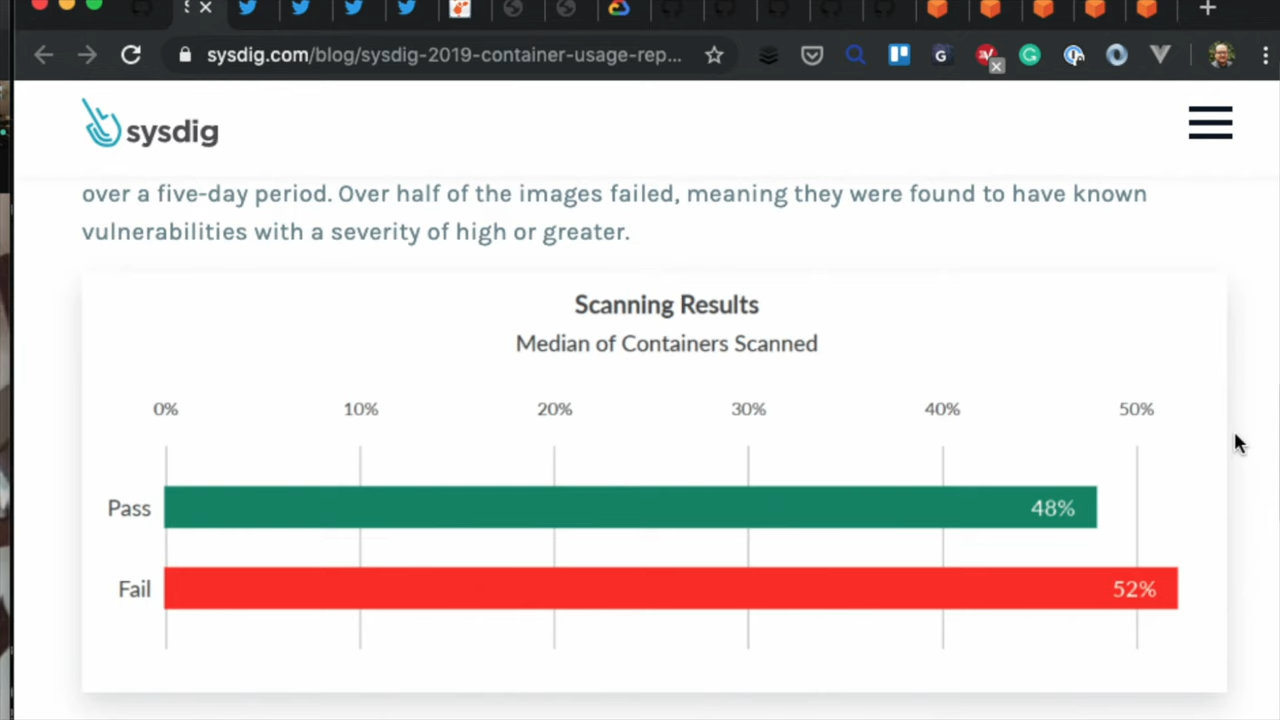 sysdig.com/blog/sysdig-2019-container-usage-rep...
sysdig
over a five-day period. Over half of the images failed, meaning they were found to have known
vulnerabilities with a severity of high or greater.
Scanning Results
Median of Containers Scanned
0% 10% 20% 30% 40% 50%
Pass 48%
Fail 52%